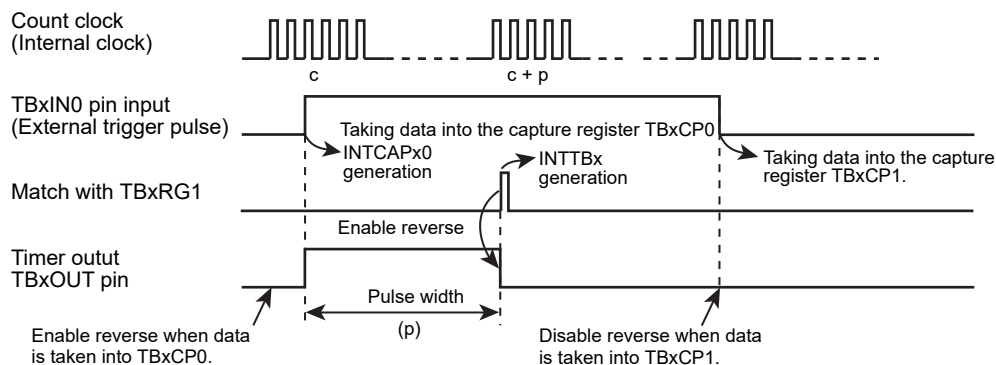 Count clock
(Internal clock)
c
c + p
TBxIN0 pin input
(External trigger pulse)
Taking data into the capture register TBxCP0
INTCAPx0
generation
INTTBx
generation
Taking data into the capture
register TBxCP1.
Match with TBxRG1
Enable reverse
Timer outut
TBxOUT pin
Pulse width
(p)
Enable reverse when data
is taken into TBxCP0.
Disable reverse when data
is taken into TBxCP1.